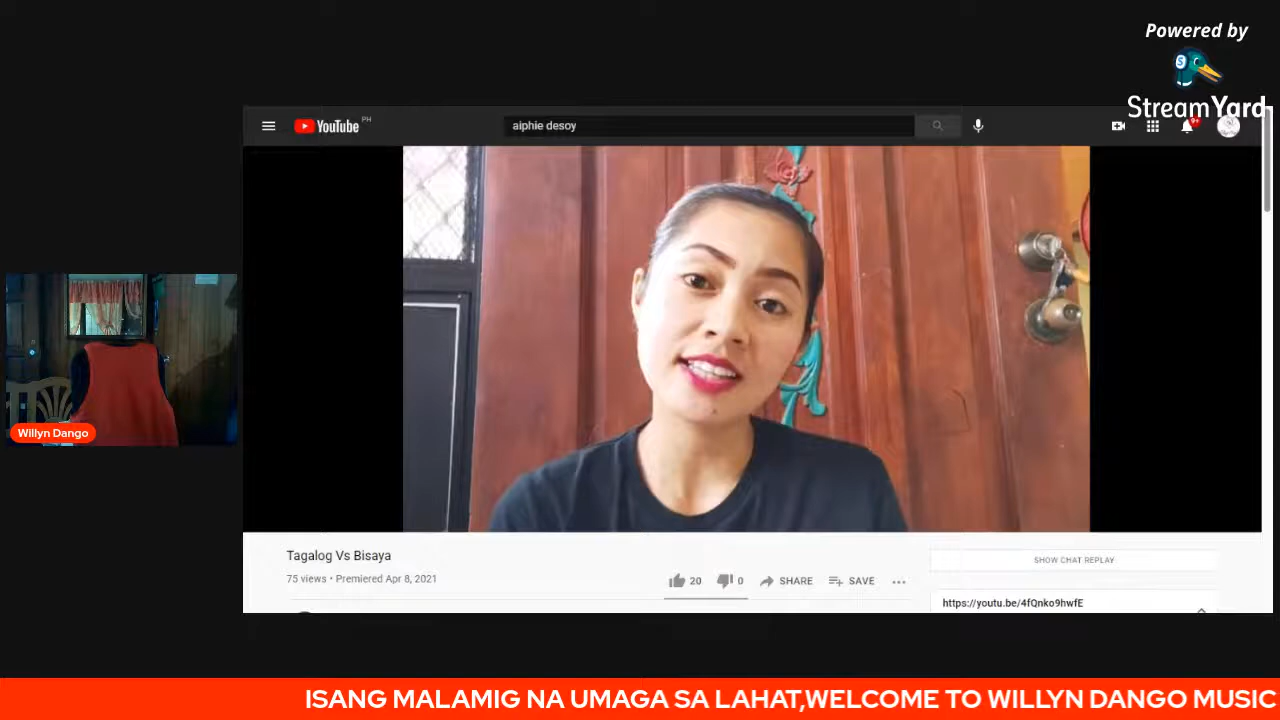 Powered by
StreamYard
YouTube PH
aiphie desoy
9+
Willyn Dango
Tagalog Vs Bisaya
75 views • Premiered Apr 8, 2021
20
0
SHARE
SAVE
SHOW CHAT REPLAY
https://youtu.be/4fQnko9hwfE
ISANG MALAMIG NA UMAGA SA LAHAT,WELCOME TO WILLYN DANGO MUSIC